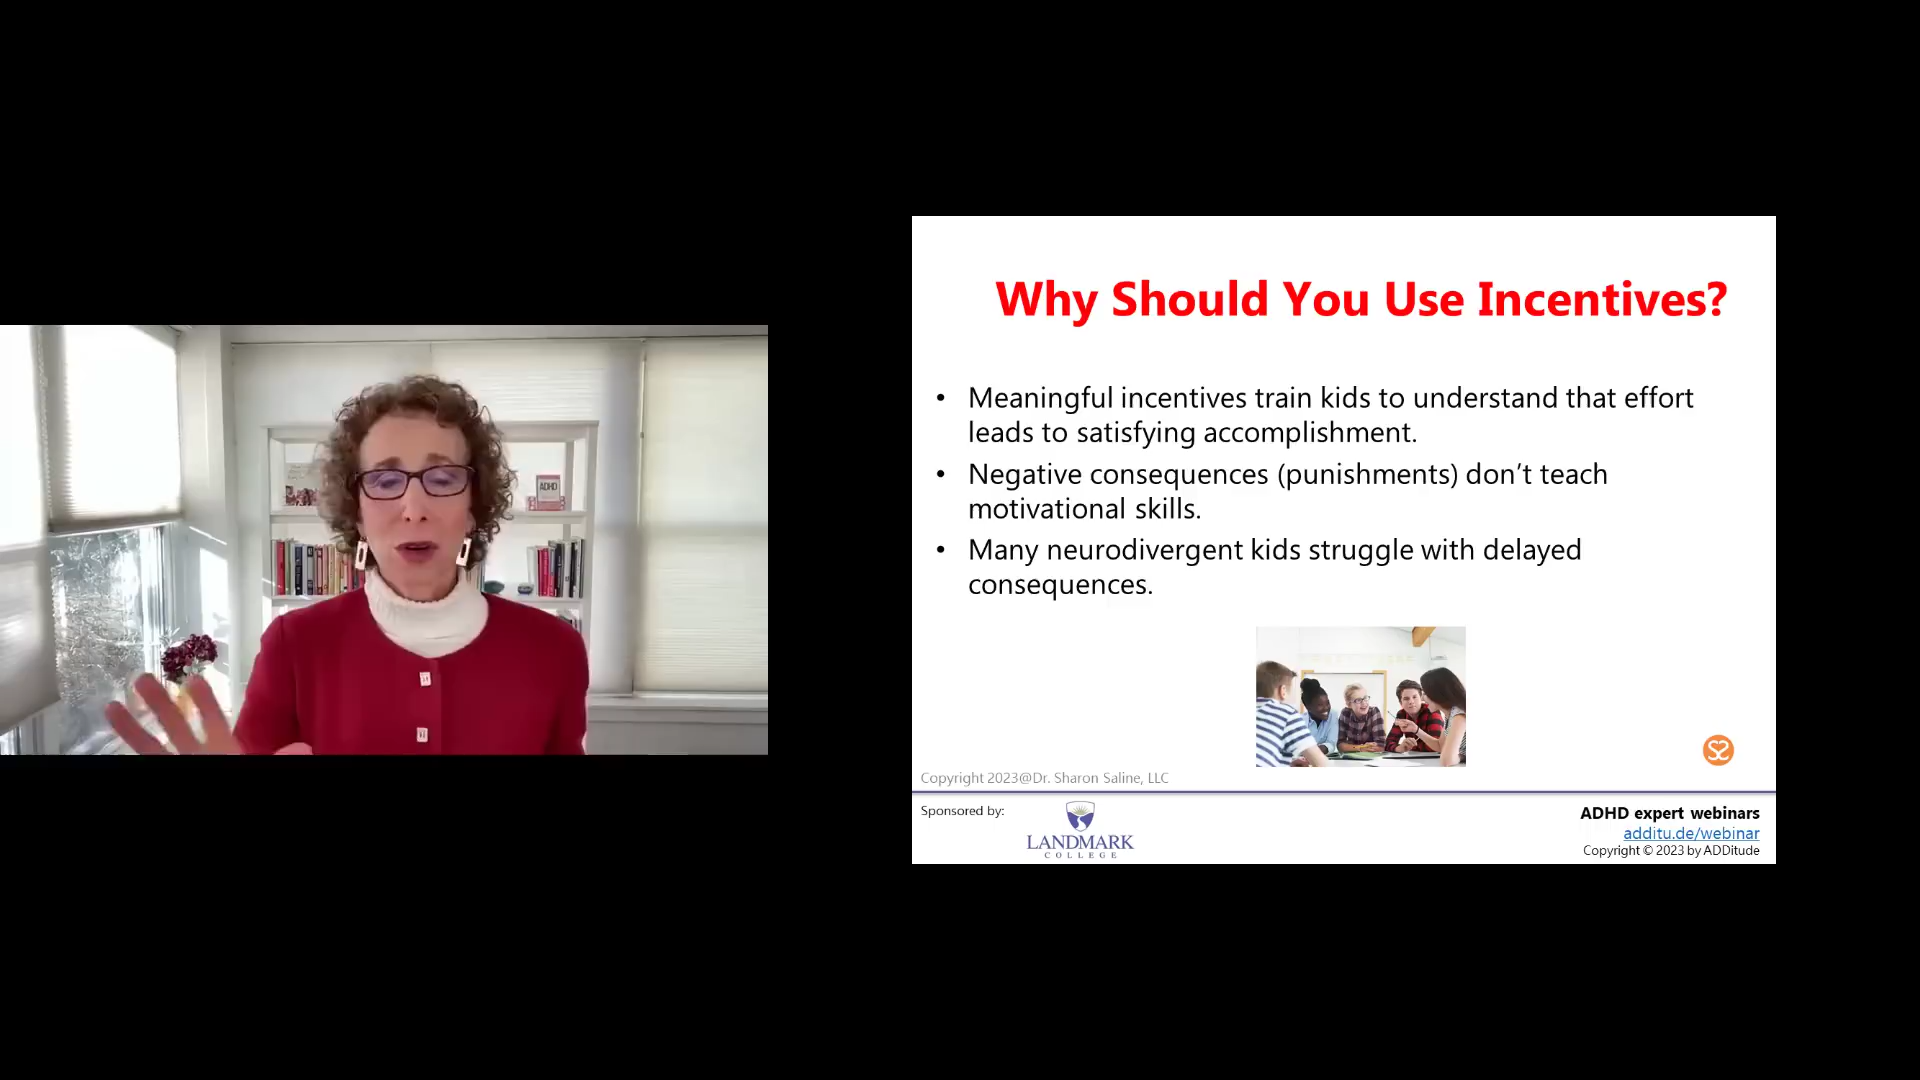 ADHD
Why Should You Use Incentives?
• Meaningful incentives train kids to understand that effort
leads to satisfying accomplishment.
• Negative consequences (punishments) don’t teach
motivational skills.
• Many neurodivergent kids struggle with delayed
consequences.
Copyright 2023@Dr. Sharon Saline, LLC
Sponsored by:
LANDMARK
COLLEGE
ADHD expert webinars
additu.de/webinar
Copyright © 2023 by ADDitude